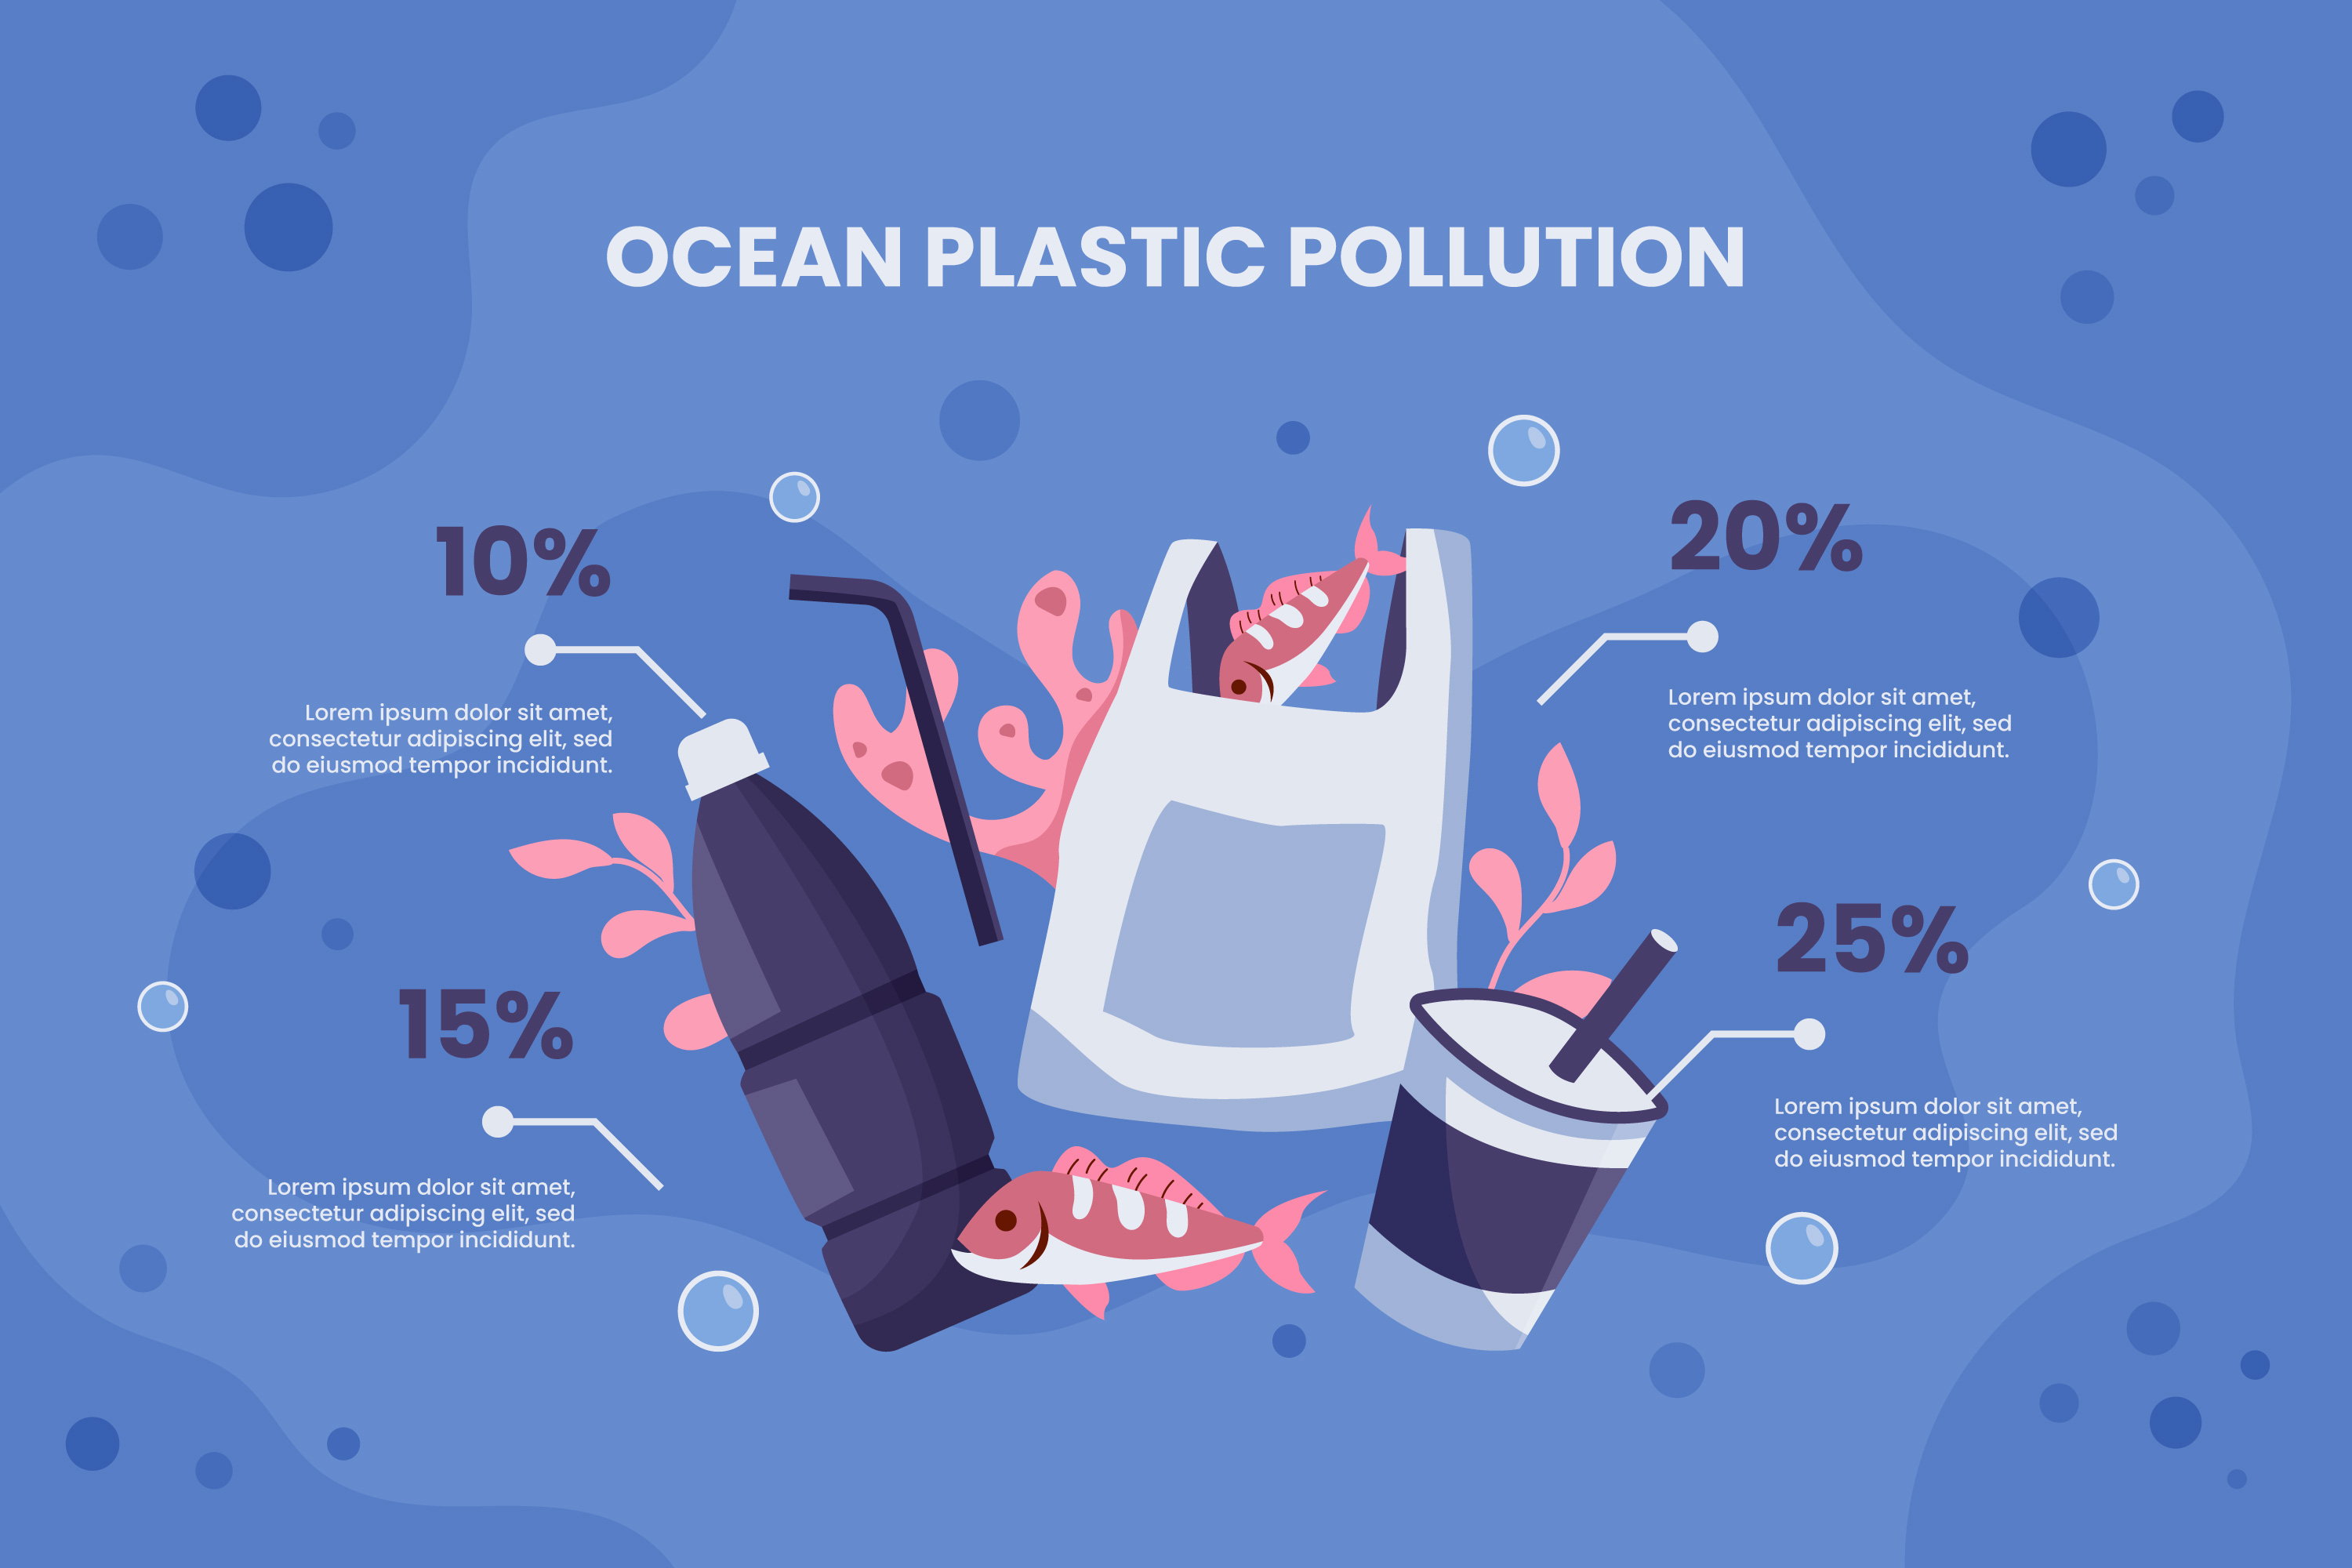 OCEAN PLASTIC POLLUTION
10%
Lorem ipsum dolor sit amet,
consectetur adipiscing elit, sed
do eiusmod tempor incididunt.
20%
Lorem ipsum dolor sit amet,
consectetur adipiscing elit, sed
do eiusmod tempor incididunt.
15%
Lorem ipsum dolor sit amet,
consectetur adipiscing elit, sed
do eiusmod tempor incididunt.
25%
Lorem ipsum dolor sit amet,
consectetur adipiscing elit, sed
do eiusmod tempor incididunt.